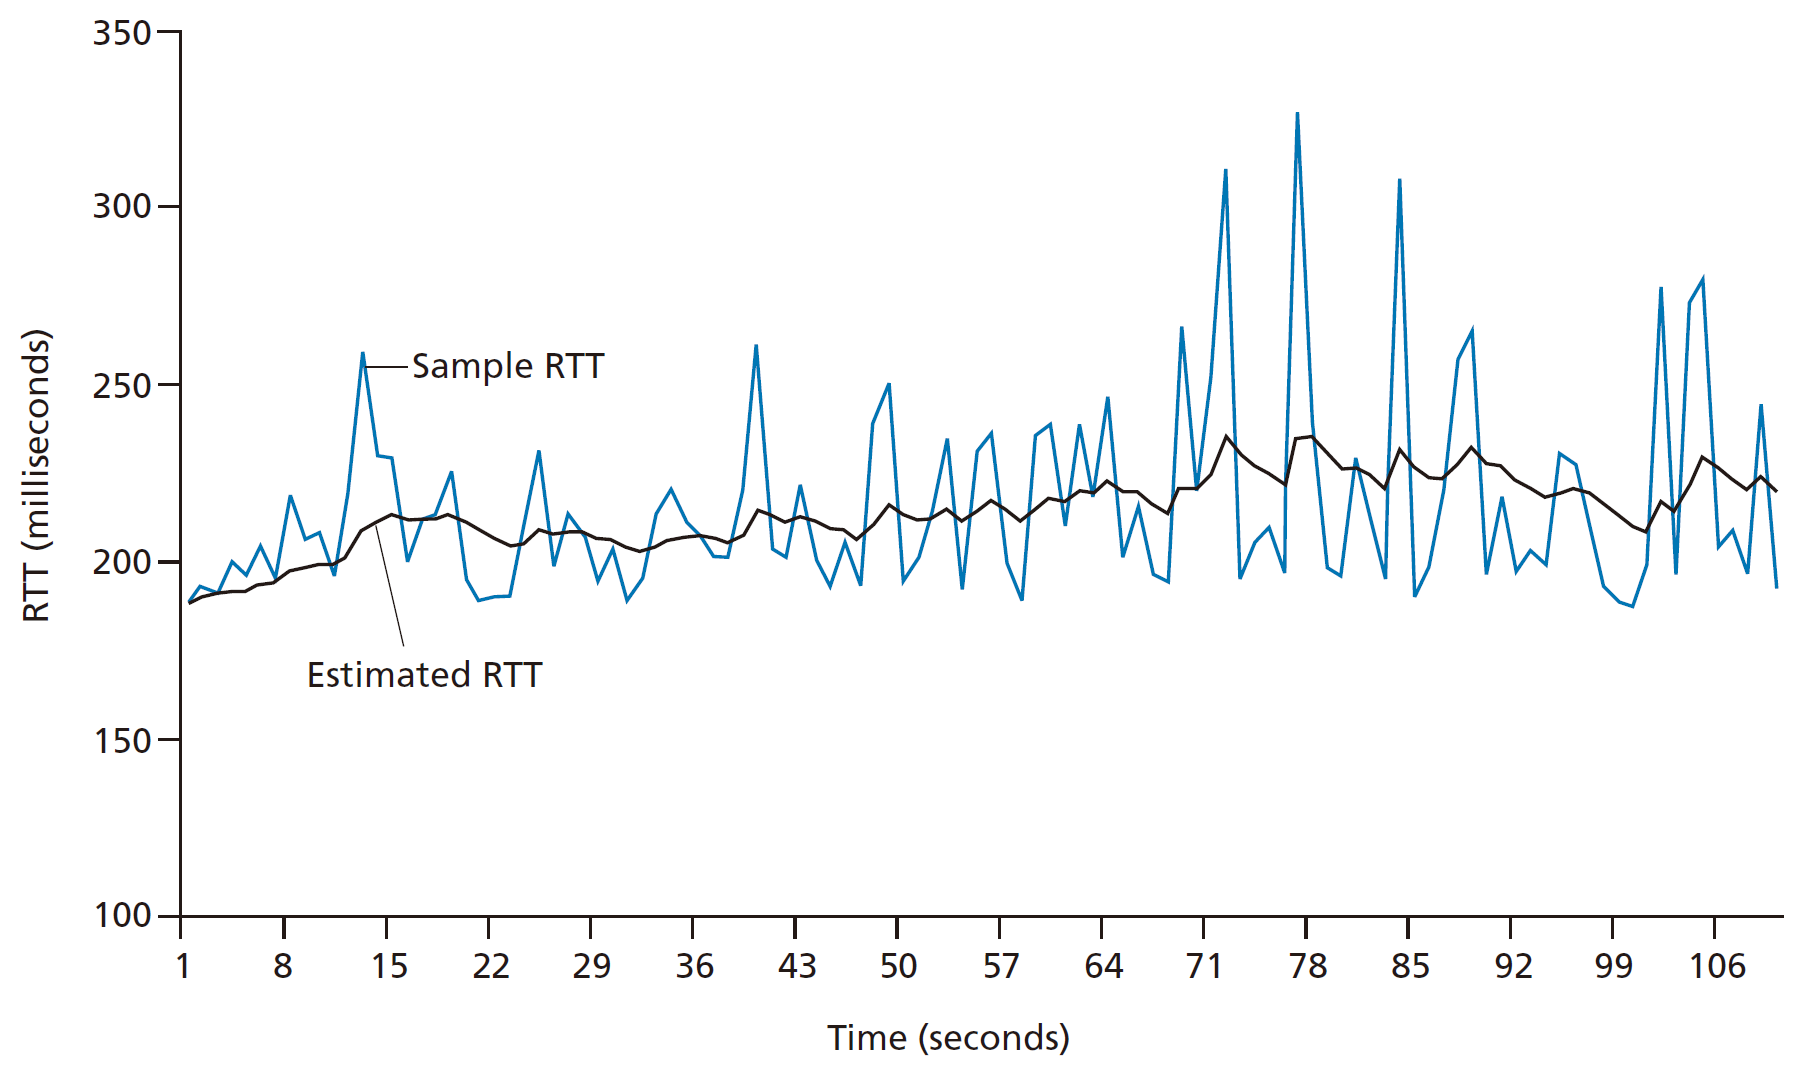 350
300
250
200
150
100
RTT (milliseconds)
Sample RTT
Estimated RTT
1 8 15 22 29 36 43 50 57 64 71 78 85 92 99 106
Time (seconds)